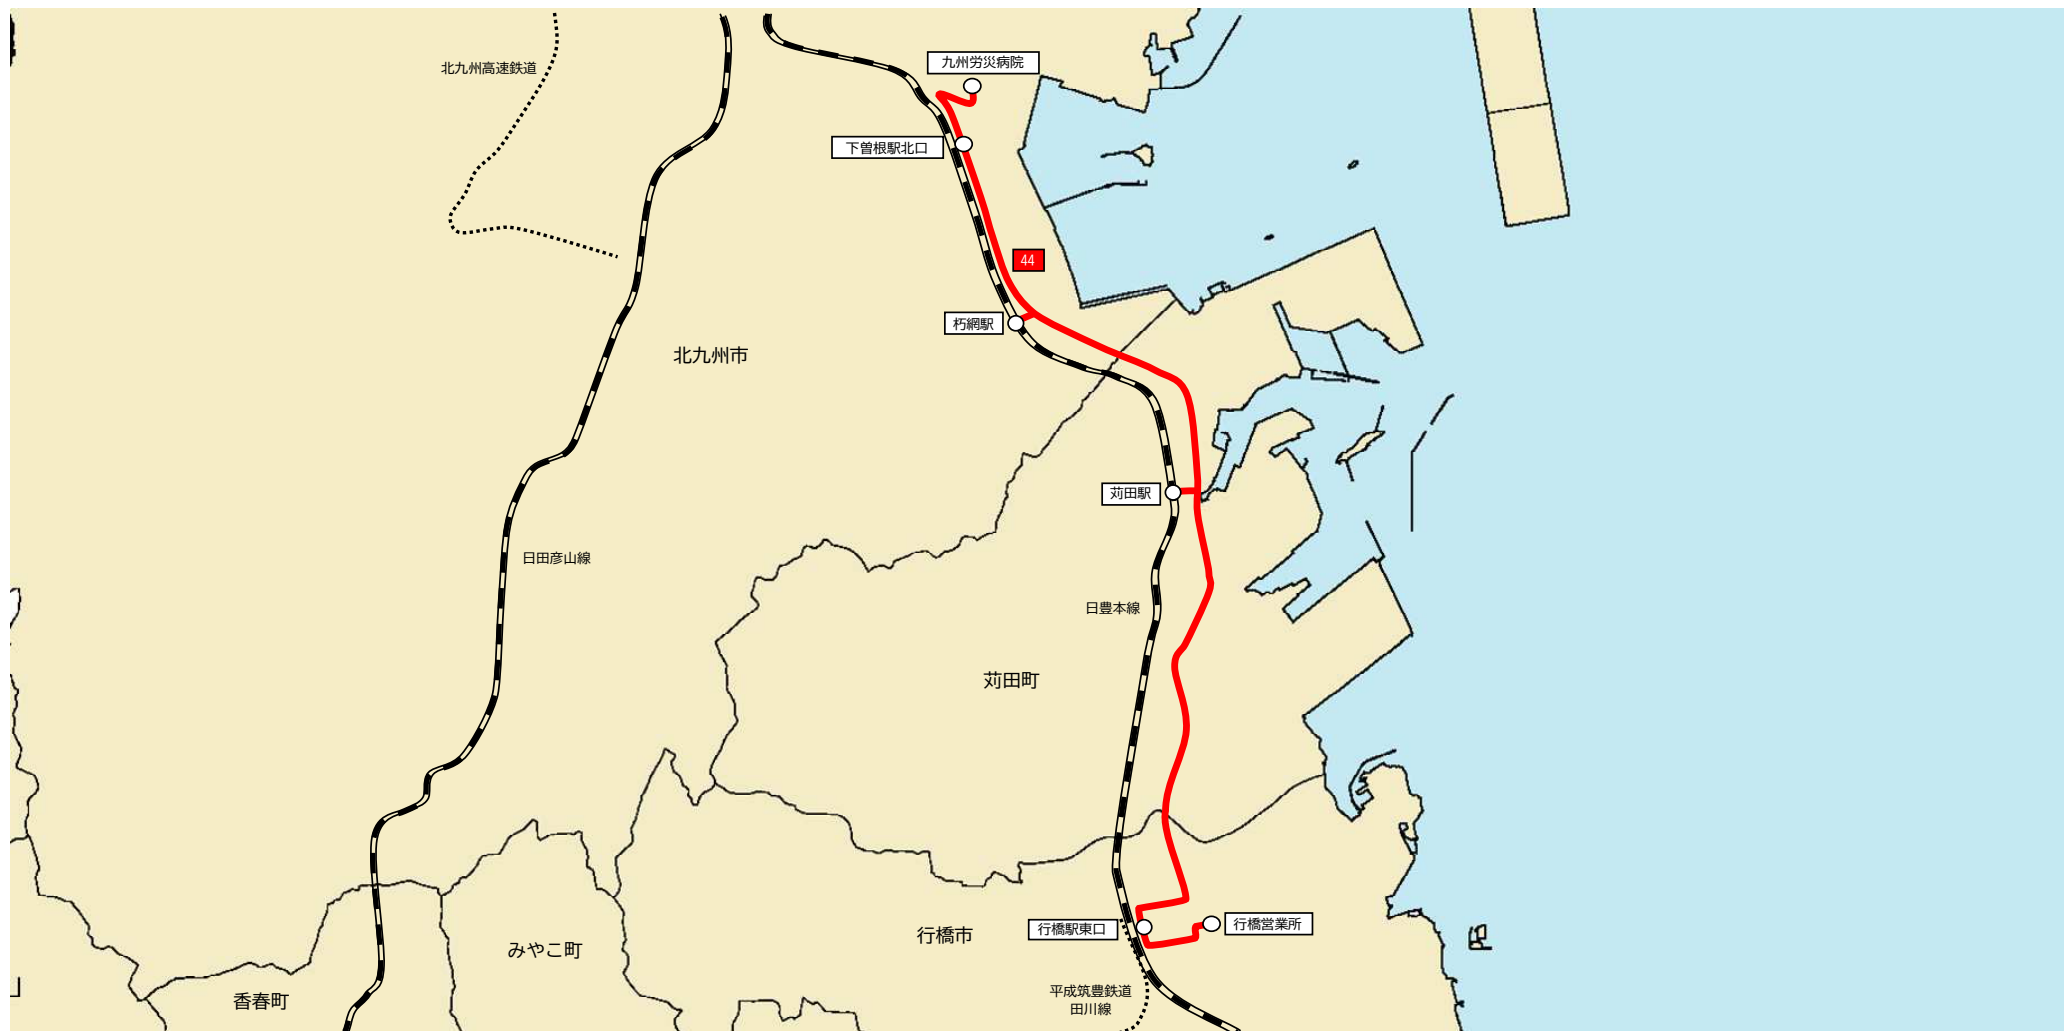 九州労災病院
北九州高速鉄道
下曽根駅北口
44
朽網駅
北九州市
苅田駅
日田彦山線
日豊本線
苅田町
行橋営業所
行橋駅東口
行橋市
みやこ町
平成筑豊鉄道
田川線
香春町